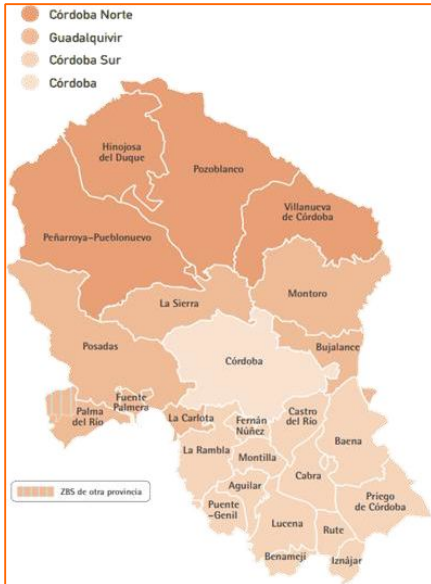 Córdoba Norte
Guadalquivir
Córdoba Sur
Córdoba
Hinojosa
del Duque
Pozoblanco
Villanueva
de Córdoba
Peñarroya-Pueblonuevo
La Sierra
Montoro
Posadas
Córdoba
Bujalance
Fuente
Palmera
Palma
del Río
La Carlota
Fernán
Núñez
Castro
del Río
Baena
La Rambla
Montilla
Cabra
Aguilar
Priego
de Córdoba
Puente
-Genil
Lucena
Rute
Benamejí
Iznájar
ZBS de otra provincia